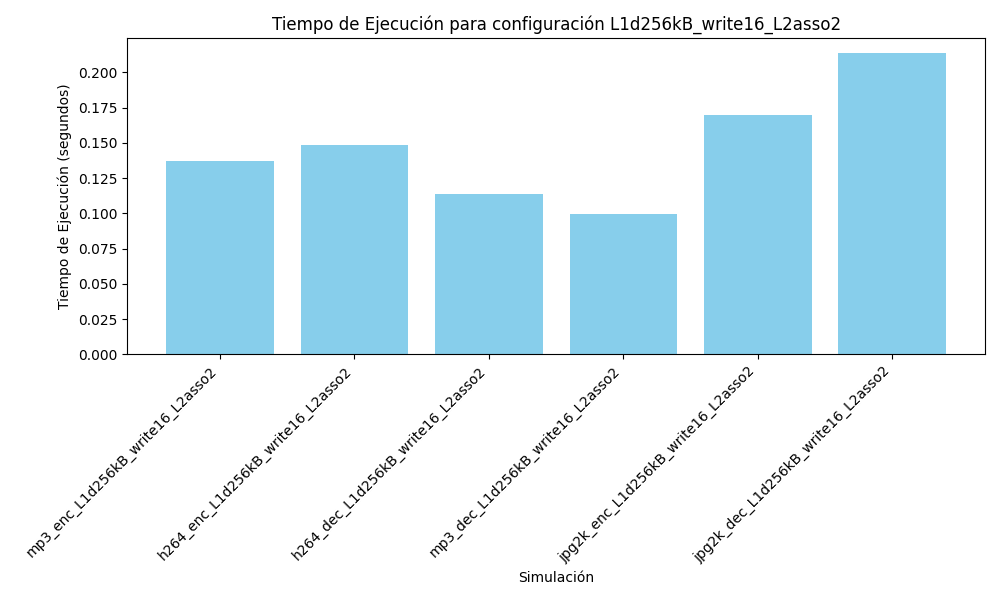 Tiempo de Ejecución para configuración L1d256kB_write16_L2asso2
Tiempo de Ejecución (segundos)
0.200
0.175
0.150
0.125
0.100
0.075
0.050
0.025
0.000
mp3_enc_L1d256kB_write16_L2asso2
h264_enc_L1d256kB_write16_L2asso2
h264_dec_L1d256kB_write16_L2asso2
mp3_dec_L1d256kB_write16_L2asso2
jpg2k_enc_L1d256kB_write16_L2asso2
jpg2k_dec_L1d256kB_write16_L2asso2
Simulación